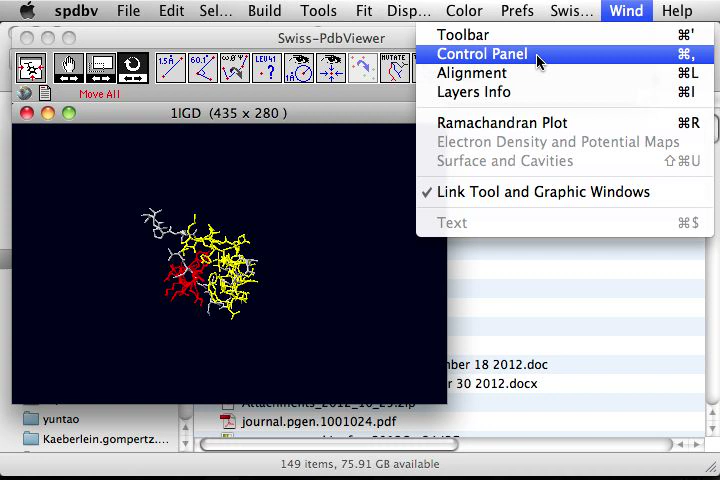 spdbv File Edit Sel... Build Tools Fit Disp... Color Prefs Swis... Wind Help
Swiss-PdbViewer
1.5Å 60.1° ω Φ Ψ LEU41 ? 1Å MUTATE
Move All
1IGD (435 x 280 )
Toolbar ⌘'
Control Panel ⌘,
Alignment ⌘L
Layers Info ⌘I
Ramachandran Plot ⌘R
Electron Density and Potential Maps
Surface and Cavities ⇧⌘U
✓ Link Tool and Graphic Windows
Text ⌘$
ber 18 2012.doc
30 2012.docx
yuntao
journal.pgen.1001024.pdf
Kaeberlein.gompertz....
149 items, 75.91 GB available